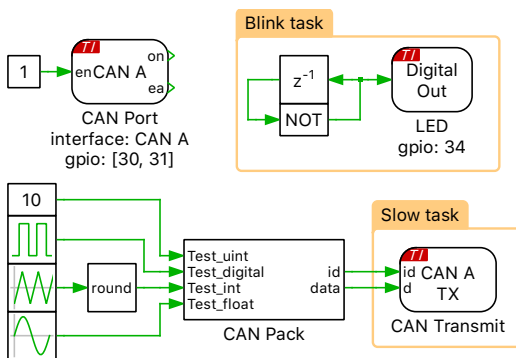 Blink task
TI
on
1
en CAN A
ea
CAN Port
interface: CAN A
gpio: [30, 31]
z-1
NOT
TI
Digital
Out
LED
gpio: 34
10
round
Test_uint
Test_digital
Test_int
Test_float
id
data
CAN Pack
Slow task
TI
id
d
CAN A
TX
CAN Transmit